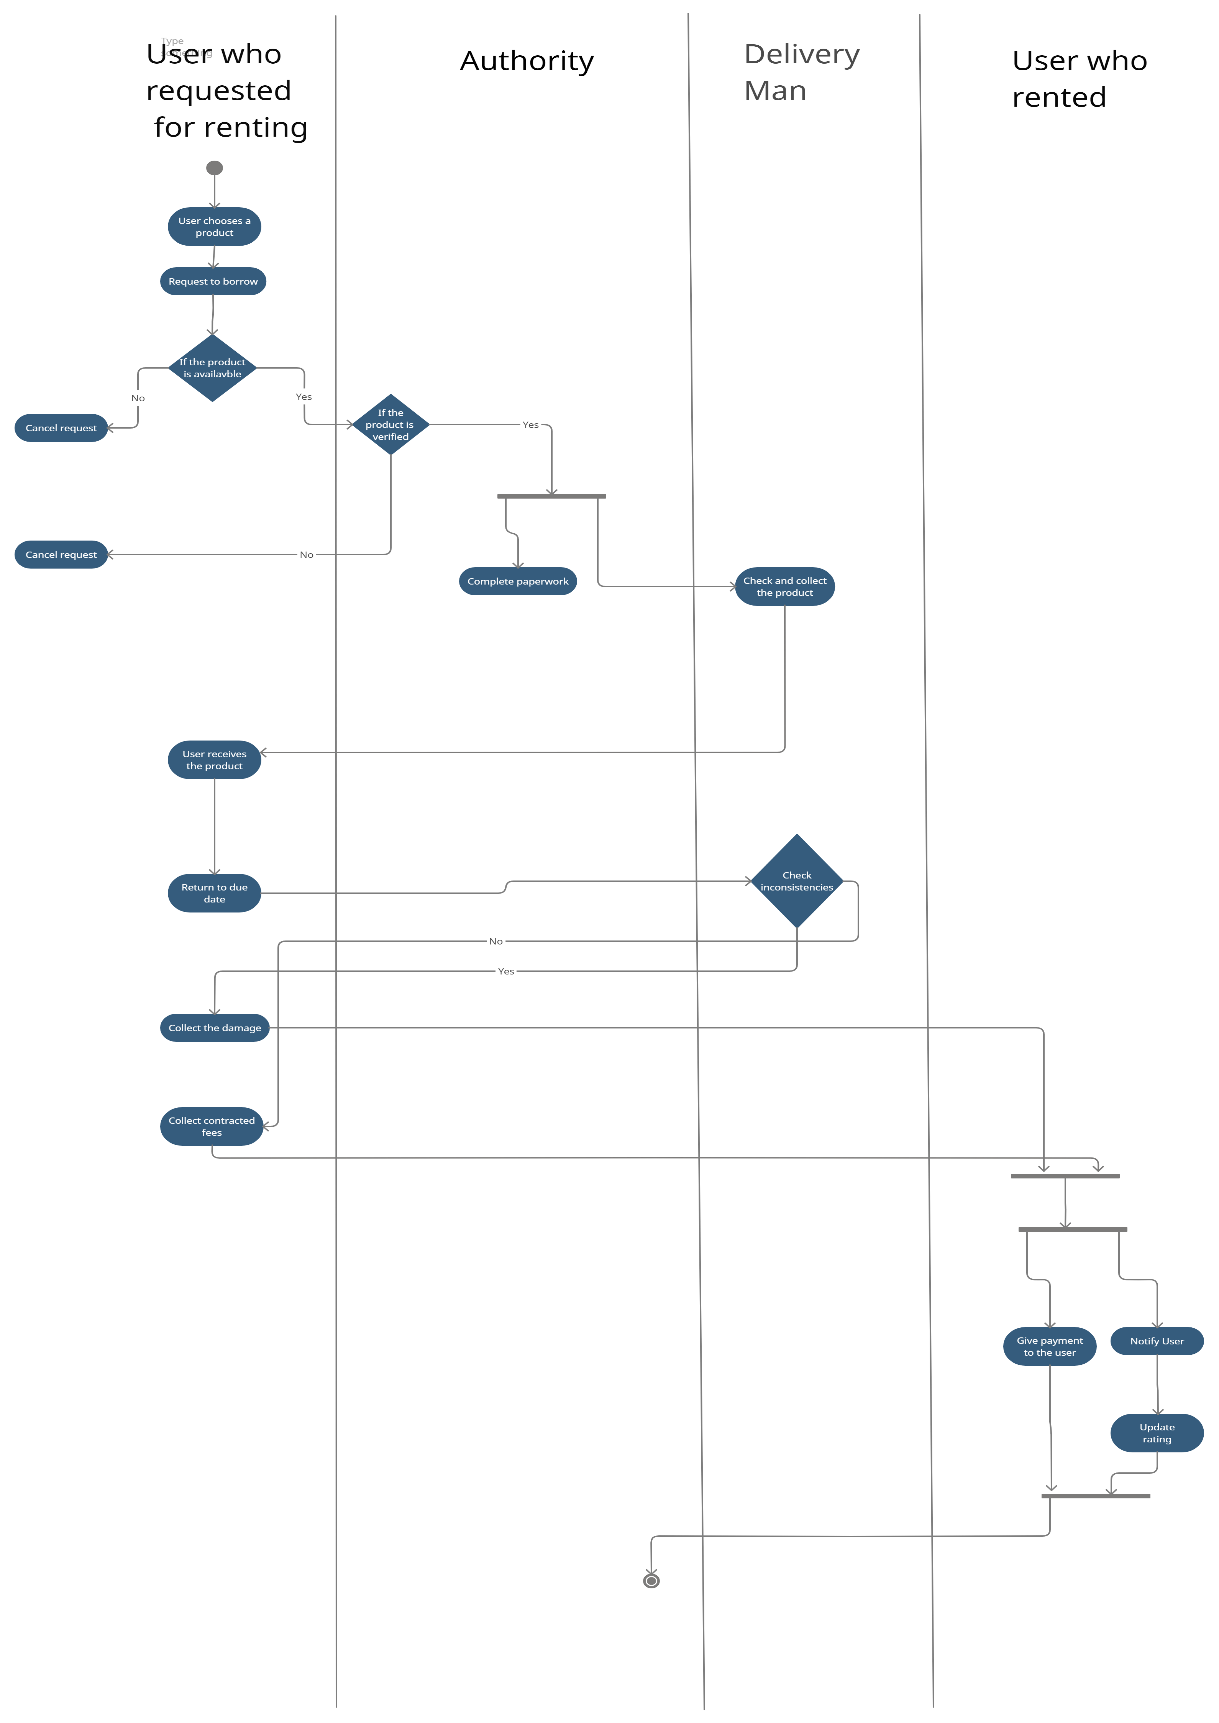 Type
something
User who
requested
for renting
Authority
Delivery
Man
User who
rented
User chooses a
product
Request to borrow
If the product
is availavble
No
Yes
Cancel request
If the
product is
verified
Yes
No
Cancel request
Complete paperwork
Check and collect
the product
User receives
the product
Return to due
date
Check
inconsistencies
No
Yes
Collect the damage
Collect contracted
fees
Give payment
to the user
Notify User
Update
rating